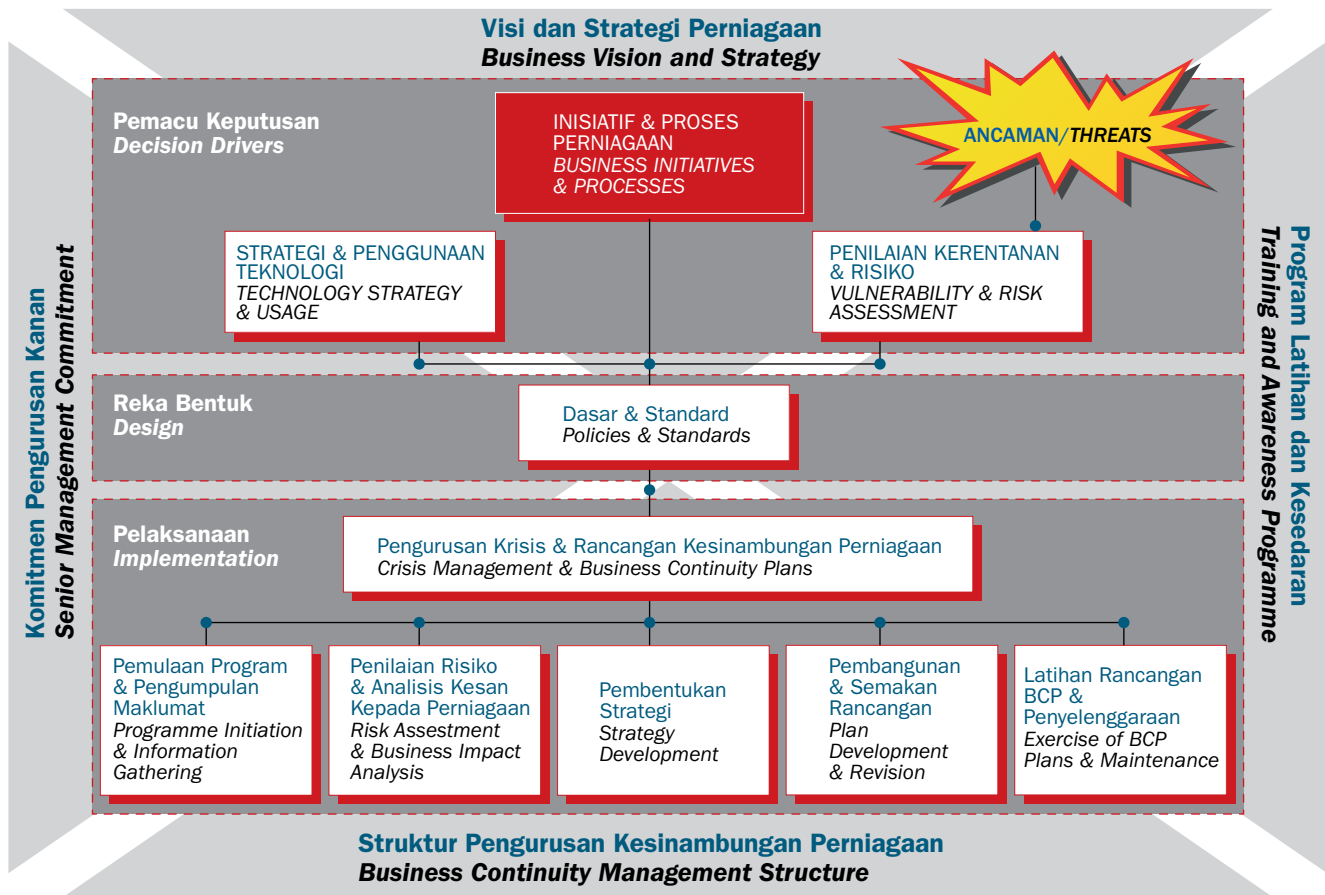 Visi dan Strategi Perniagaan
Business Vision and Strategy
Pemacu Keputusan
Decision Drivers
INISIATIF & PROSES
PERNIAGAAN
BUSINESS INITIATIVES
& PROCESSES
ANCAMAN/THREATS
STRATEGI & PENGGUNAAN
TEKNOLOGI
TECHNOLOGY STRATEGY
& USAGE
PENILAIAN KERENTANAN
& RISIKO
VULNERABILITY & RISK
ASSESSMENT
Komitmen Pengurusan Kanan
Senior Management Commitment
Program Latihan dan Kesedaran
Training and Awareness Programme
Reka Bentuk
Design
Dasar & Standard
Policies & Standards
Pelaksanaan
Implementation
Pengurusan Krisis & Rancangan Kesinambungan Perniagaan
Crisis Management & Business Continuity Plans
Pemulaan Program
& Pengumpulan
Maklumat
Programme Initiation
& Information
Gathering
Penilaian Risiko
& Analisis Kesan
Kepada Perniagaan
Risk Assestment
& Business Impact
Analysis
Pembentukan
Strategi
Strategy
Development
Pembangunan
& Semakan
Rancangan
Plan
Development
& Revision
Latihan Rancangan
BCP &
Penyelenggaraan
Exercise of BCP
Plans & Maintenance
Struktur Pengurusan Kesinambungan Perniagaan
Business Continuity Management Structure